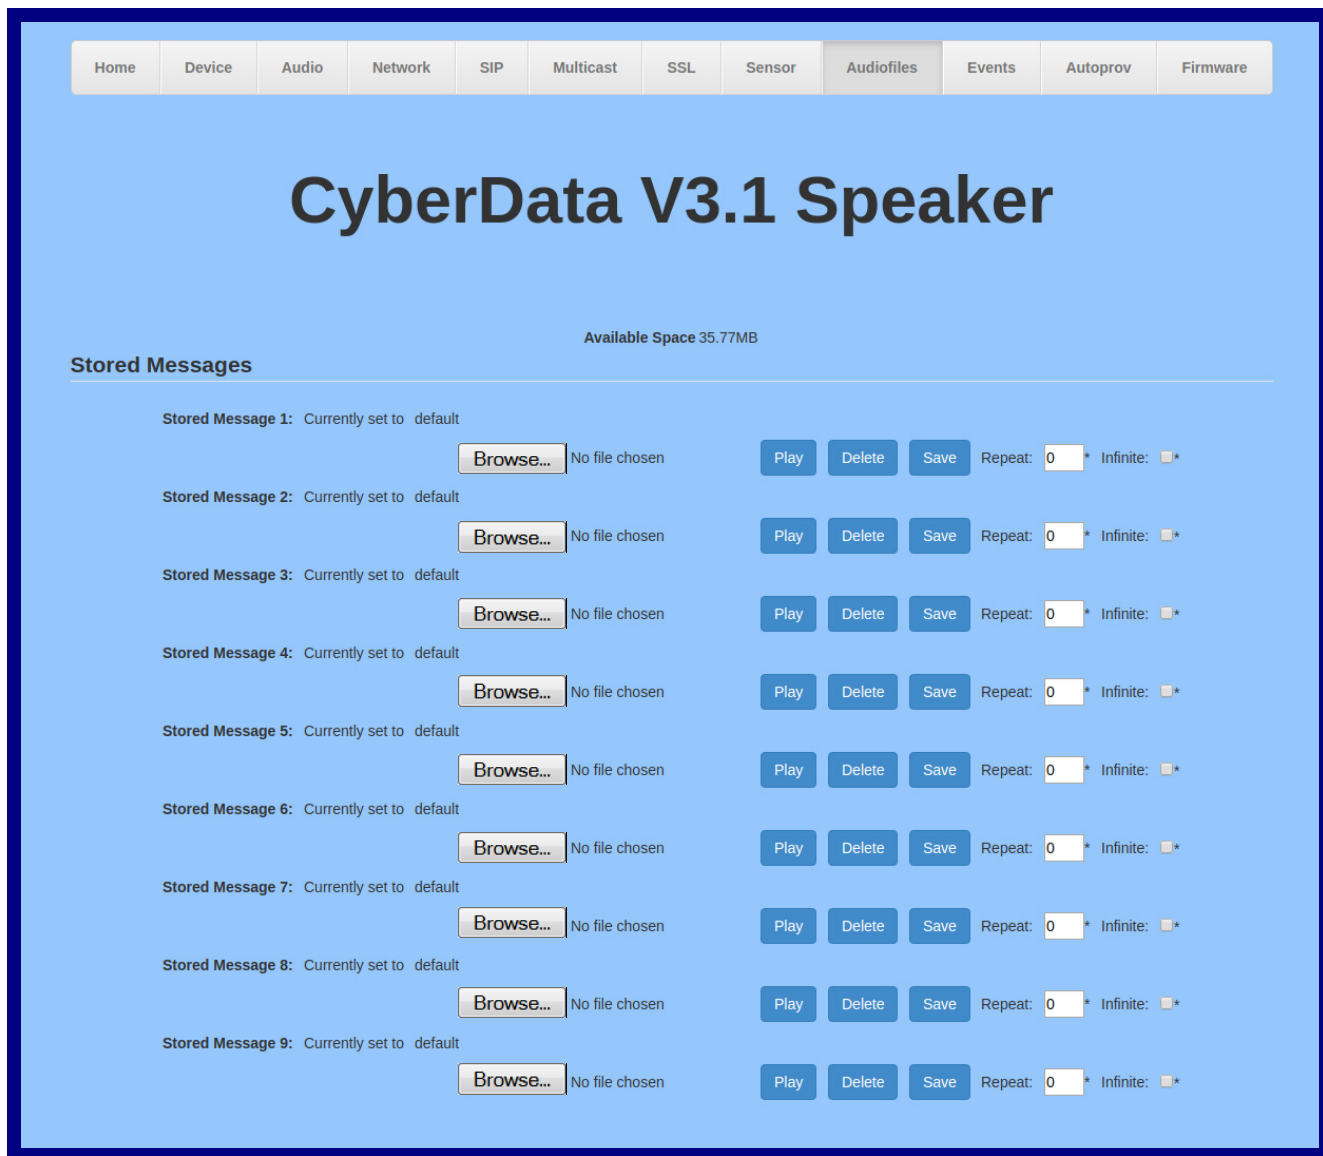 Home Device Audio Network SIP Multicast SSL Sensor Audiofiles Events Autoprov Firmware
CyberData V3.1 Speaker
Available Space 35.77MB
Stored Messages
Stored Message 1: Currently set to default
Browse... No file chosen Play Delete Save Repeat: 0 * Infinite: *
Stored Message 2: Currently set to default
Browse... No file chosen Play Delete Save Repeat: 0 * Infinite: *
Stored Message 3: Currently set to default
Browse... No file chosen Play Delete Save Repeat: 0 * Infinite: *
Stored Message 4: Currently set to default
Browse... No file chosen Play Delete Save Repeat: 0 * Infinite: *
Stored Message 5: Currently set to default
Browse... No file chosen Play Delete Save Repeat: 0 * Infinite: *
Stored Message 6: Currently set to default
Browse... No file chosen Play Delete Save Repeat: 0 * Infinite: *
Stored Message 7: Currently set to default
Browse... No file chosen Play Delete Save Repeat: 0 * Infinite: *
Stored Message 8: Currently set to default
Browse... No file chosen Play Delete Save Repeat: 0 * Infinite: *
Stored Message 9: Currently set to default
Browse... No file chosen Play Delete Save Repeat: 0 * Infinite: *